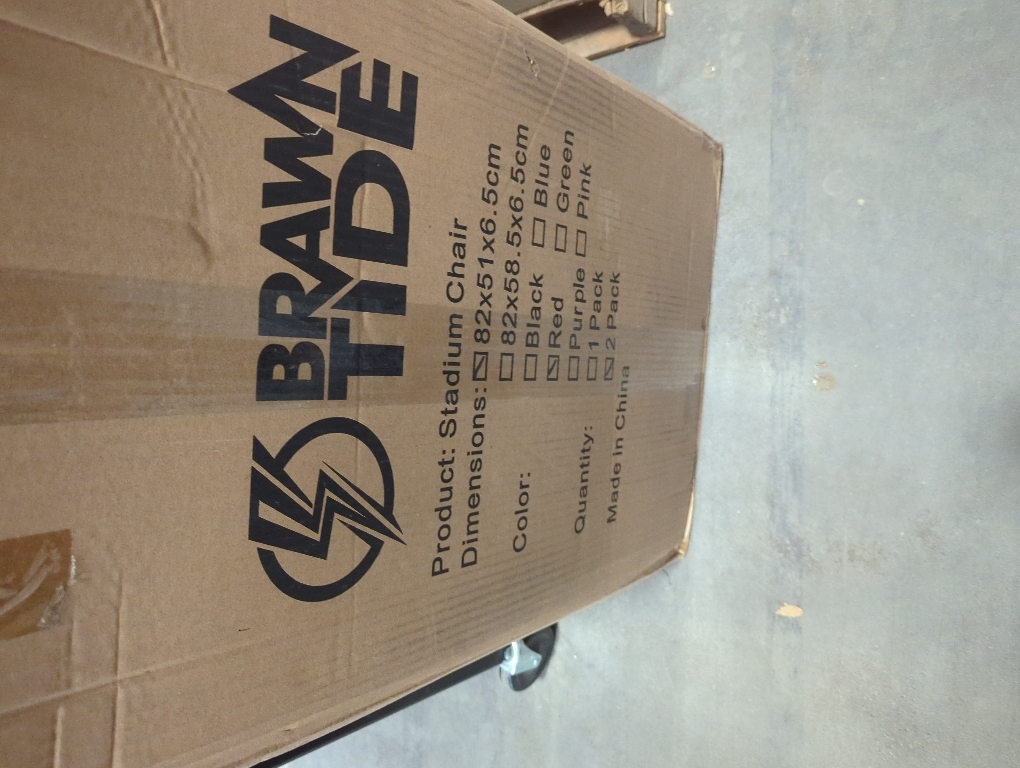 BRAWN
TIDE
Product: Stadium Chair
Dimensions: ☑ 82x51x6.5cm
☐ 82x58.5x6.5cm
Color: ☐ Black ☐ Blue
☑ Red ☐ Green
☐ Purple ☐ Pink
Quantity: ☐ 1 Pack
☑ 2 Pack
Made in China